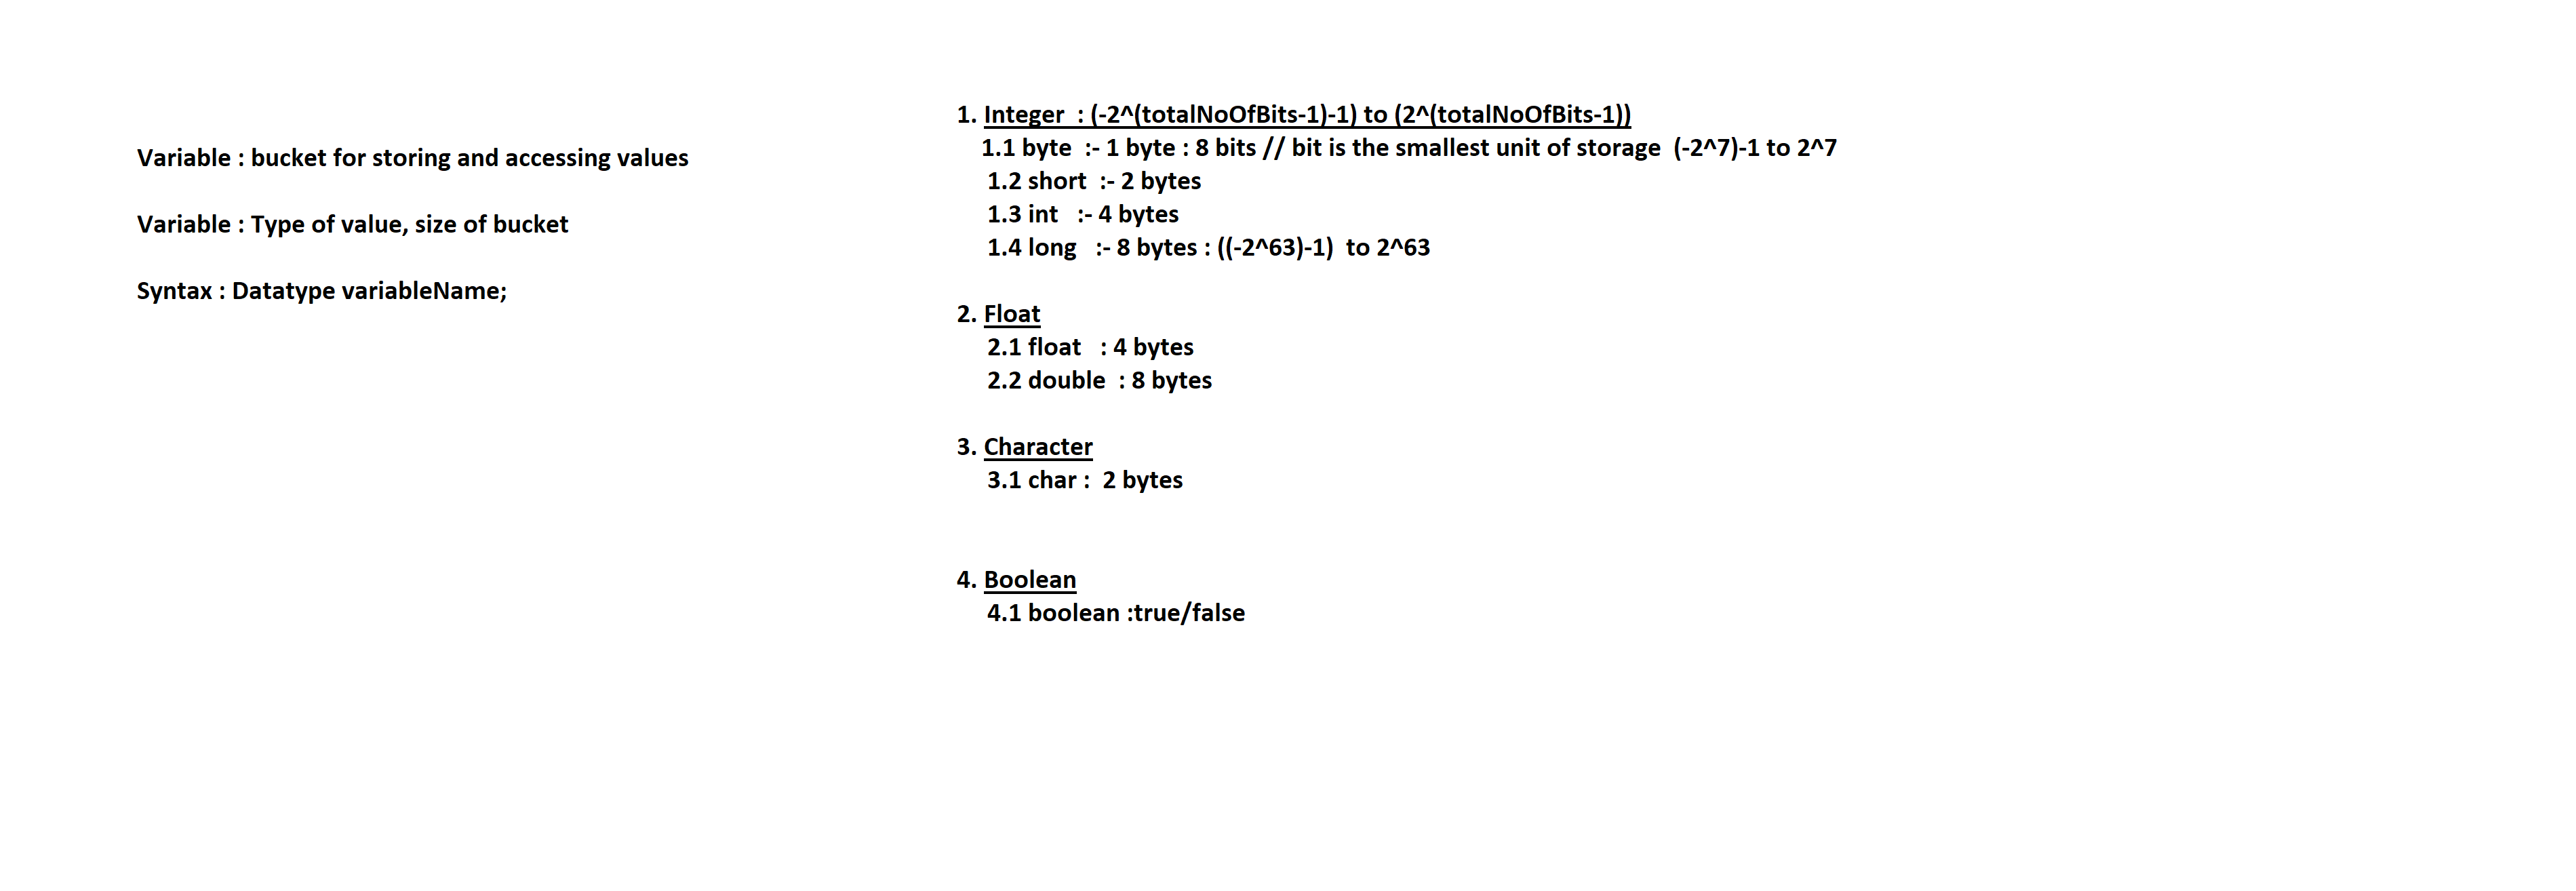 Variable : bucket for storing and accessing values
Variable : Type of value, size of bucket
Syntax : Datatype variableName;
1. Integer  : (-2^(totalNoOfBits-1)-1) to (2^(totalNoOfBits-1))
1.1 byte  :- 1 byte : 8 bits // bit is the smallest unit of storage  (-2^7)-1 to 2^7
1.2 short  :- 2 bytes
1.3 int   :- 4 bytes
1.4 long   :- 8 bytes : ((-2^63)-1)  to 2^63
2. Float
2.1 float   : 4 bytes
2.2 double  : 8 bytes
3. Character
3.1 char :  2 bytes
4. Boolean
4.1 boolean :true/false